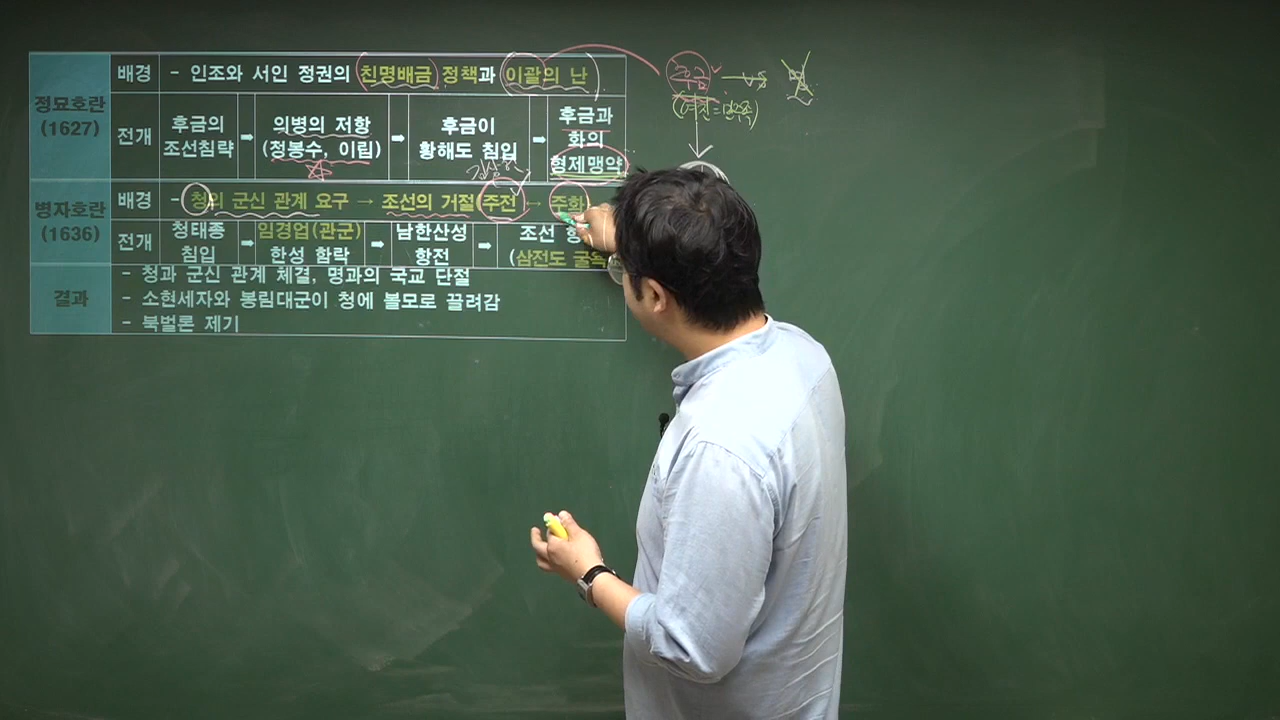 정묘호란
(1627)
배경
- 인조와 서인 정권의 친명배금 정책과 이괄의 난
전개
후금의
조선침략
➡
의병의 저항
(정봉수, 이립)
➡
후금이
황해도 침입
➡
후금과
화의
형제맹약
병자호란
(1636)
배경
- 청의 군신 관계 요구 → 조선의 거절 주전 → 주화
전개
청태종
침입
➡
임경업(관군)
한성 함락
➡
남한산성
항전
➡
조선
(삼전도 굴욕
결과
- 청과 군신 관계 체결, 명과의 국교 단절
- 소현세자와 봉림대군이 청에 볼모로 끌려감
- 북벌론 제기
후금
vs
명
(여진=만주족)